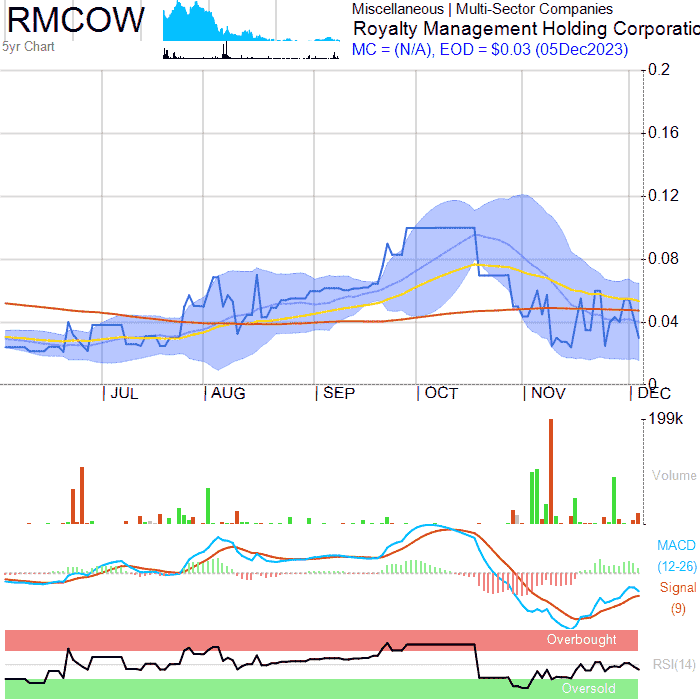 RMCOW
5yr Chart
Miscellaneous | Multi-Sector Companies
Royalty Management Holding Corporatio
MC = (N/A), EOD = $0.03 (05Dec2023)
0.2
0.16
0.12
0.08
0.04
0
JUL AUG SEP OCT NOV DEC
199k
Volume
MACD
(12-26)
Signal
(9)
Overbought
RSI(14)
Oversold